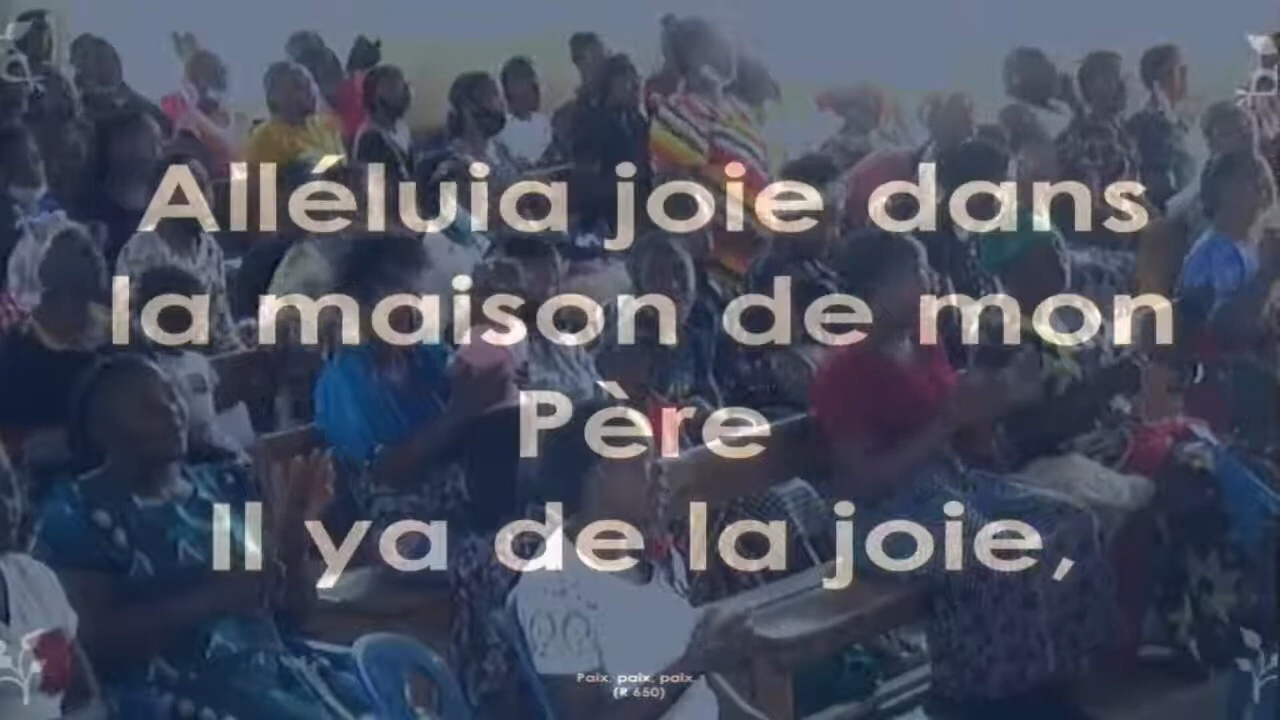 Alléluia joie dans
la maison de mon
Père
Il ya de la joie,
Paix, paix, paix.
(R 650)